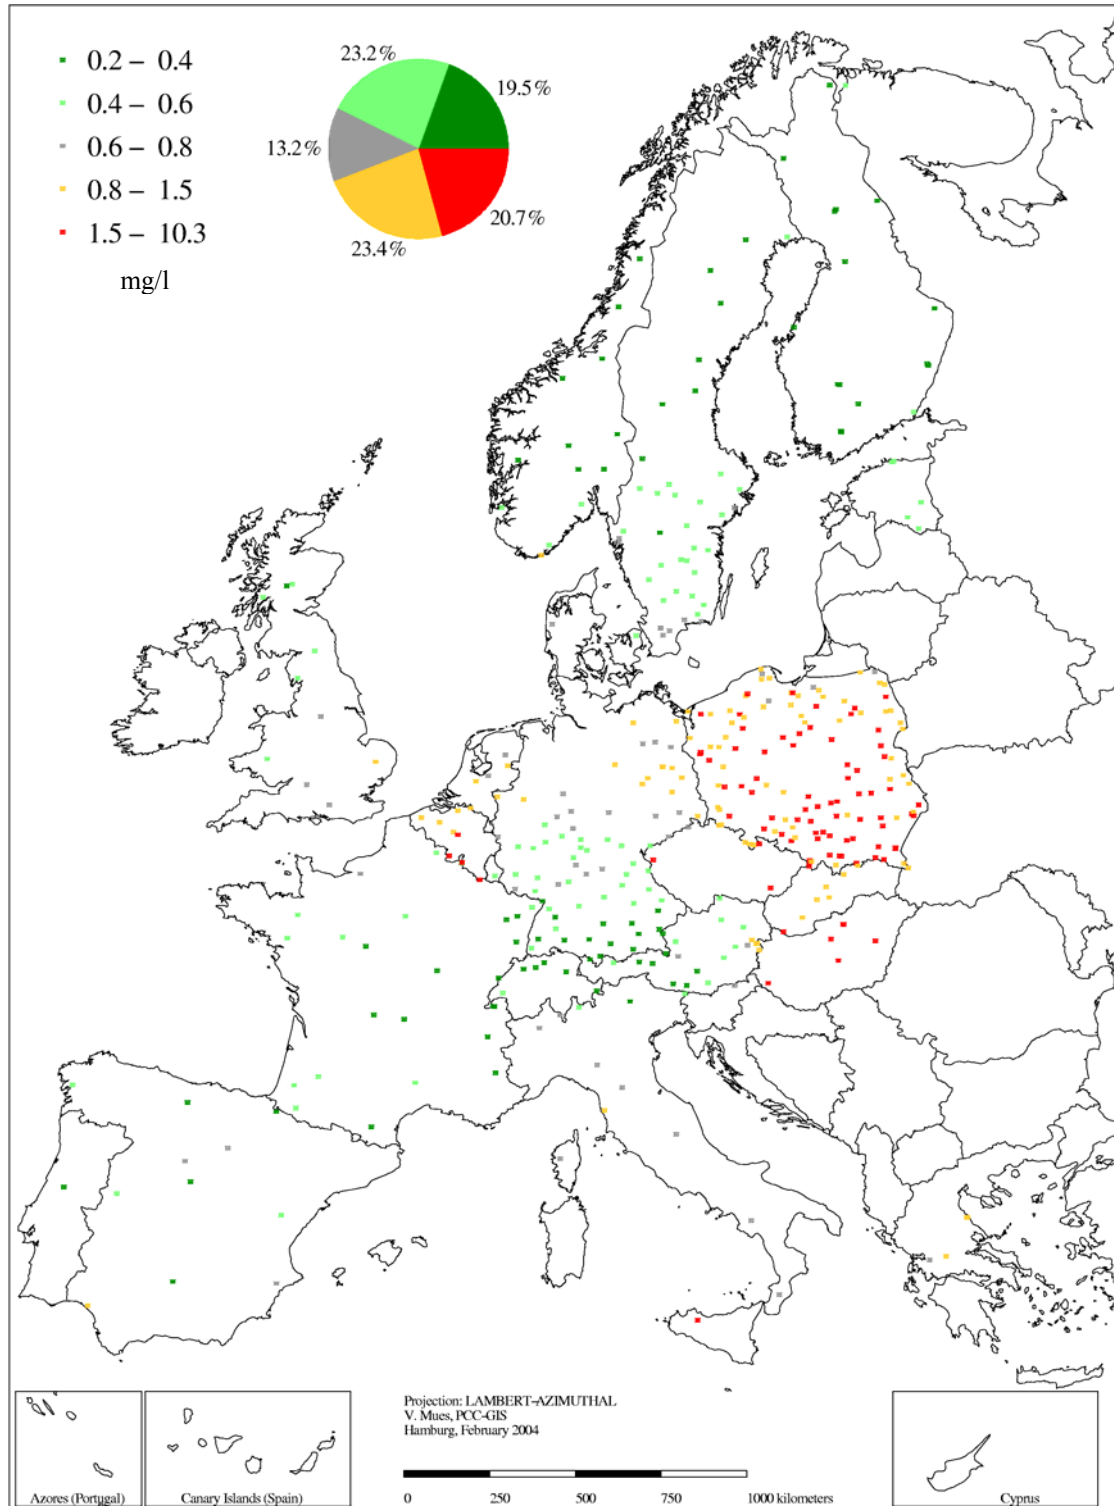 0.2 – 0.4
0.4 – 0.6
0.6 – 0.8
0.8 – 1.5
1.5 – 10.3
mg/l
23.2%
19.5%
13.2%
20.7%
23.4%
Projection: LAMBERT-AZIMUTHAL
V. Mues, PCC-GIS
Hamburg, February 2004
0 250 500 750 1000 kilometers
Azores (Portugal)
Canary Islands (Spain)
Cyprus